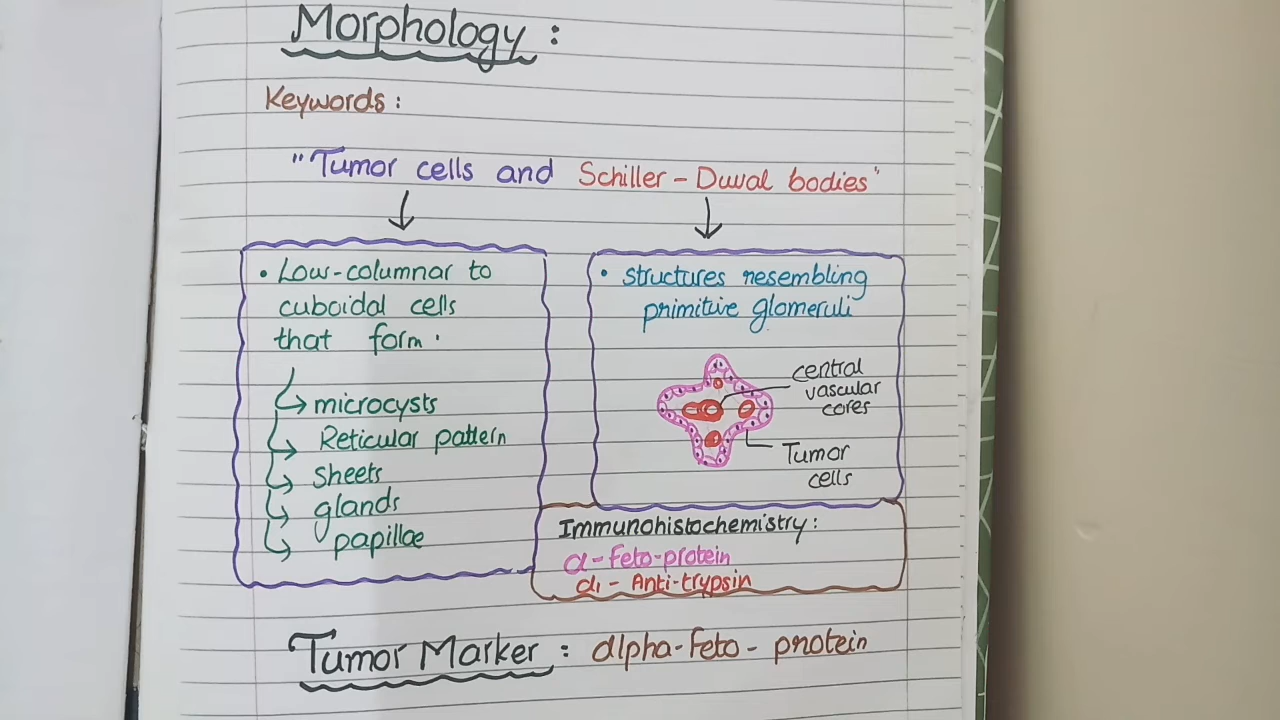 Morphology :
Keywords :
"Tumor cells and Schiller-Duval bodies"
• Low-columnar to
cuboidal cells
that form .
microcysts
Reticular pattern
sheets
glands
papillae
• structures resembling
primitive glomeruli
central
vascular
cores
Tumor
cells
Immunohistochemistry :
α-feto-protein
α₁ - Anti-trypsin
Tumor Marker : alpha-feto-protein